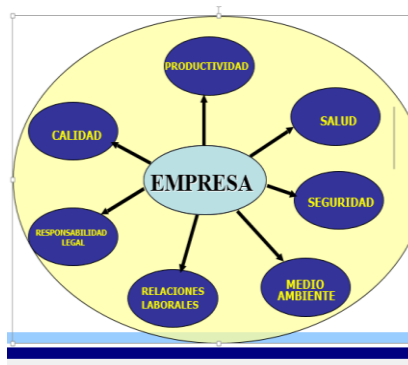 PRODUCTIVIDAD
SALUD
CALIDAD
EMPRESA
SEGURIDAD
RESPONSABILIDAD
LEGAL
MEDIO
AMBIENTE
RELACIONES
LABORALES